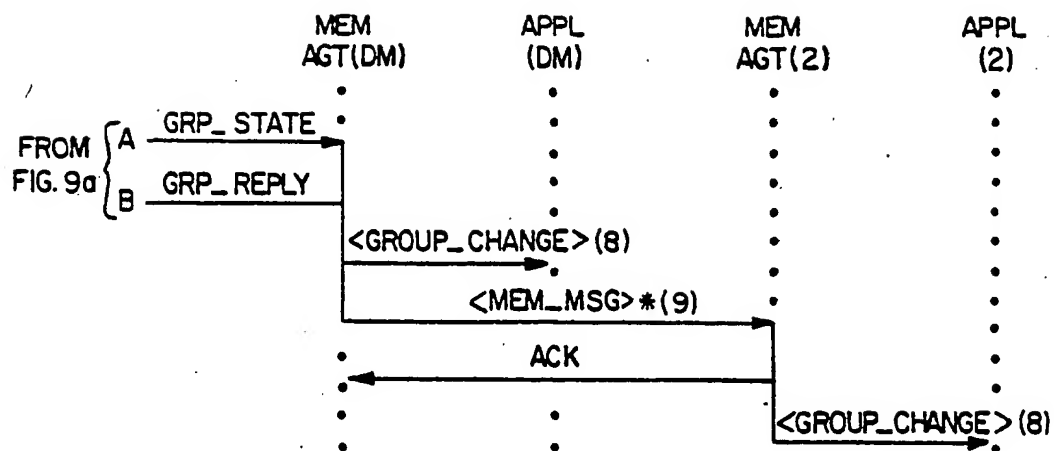 MEM APPL MEM APPL
AGT(DM) (DM) AGT(2) (2)
A GRP_STATE
FROM
FIG. 9a
B GRP_REPLY
<GROUP_CHANGE>(8)
<MEM_MSG>*(9)
ACK
<GROUP_CHANGE>(8)